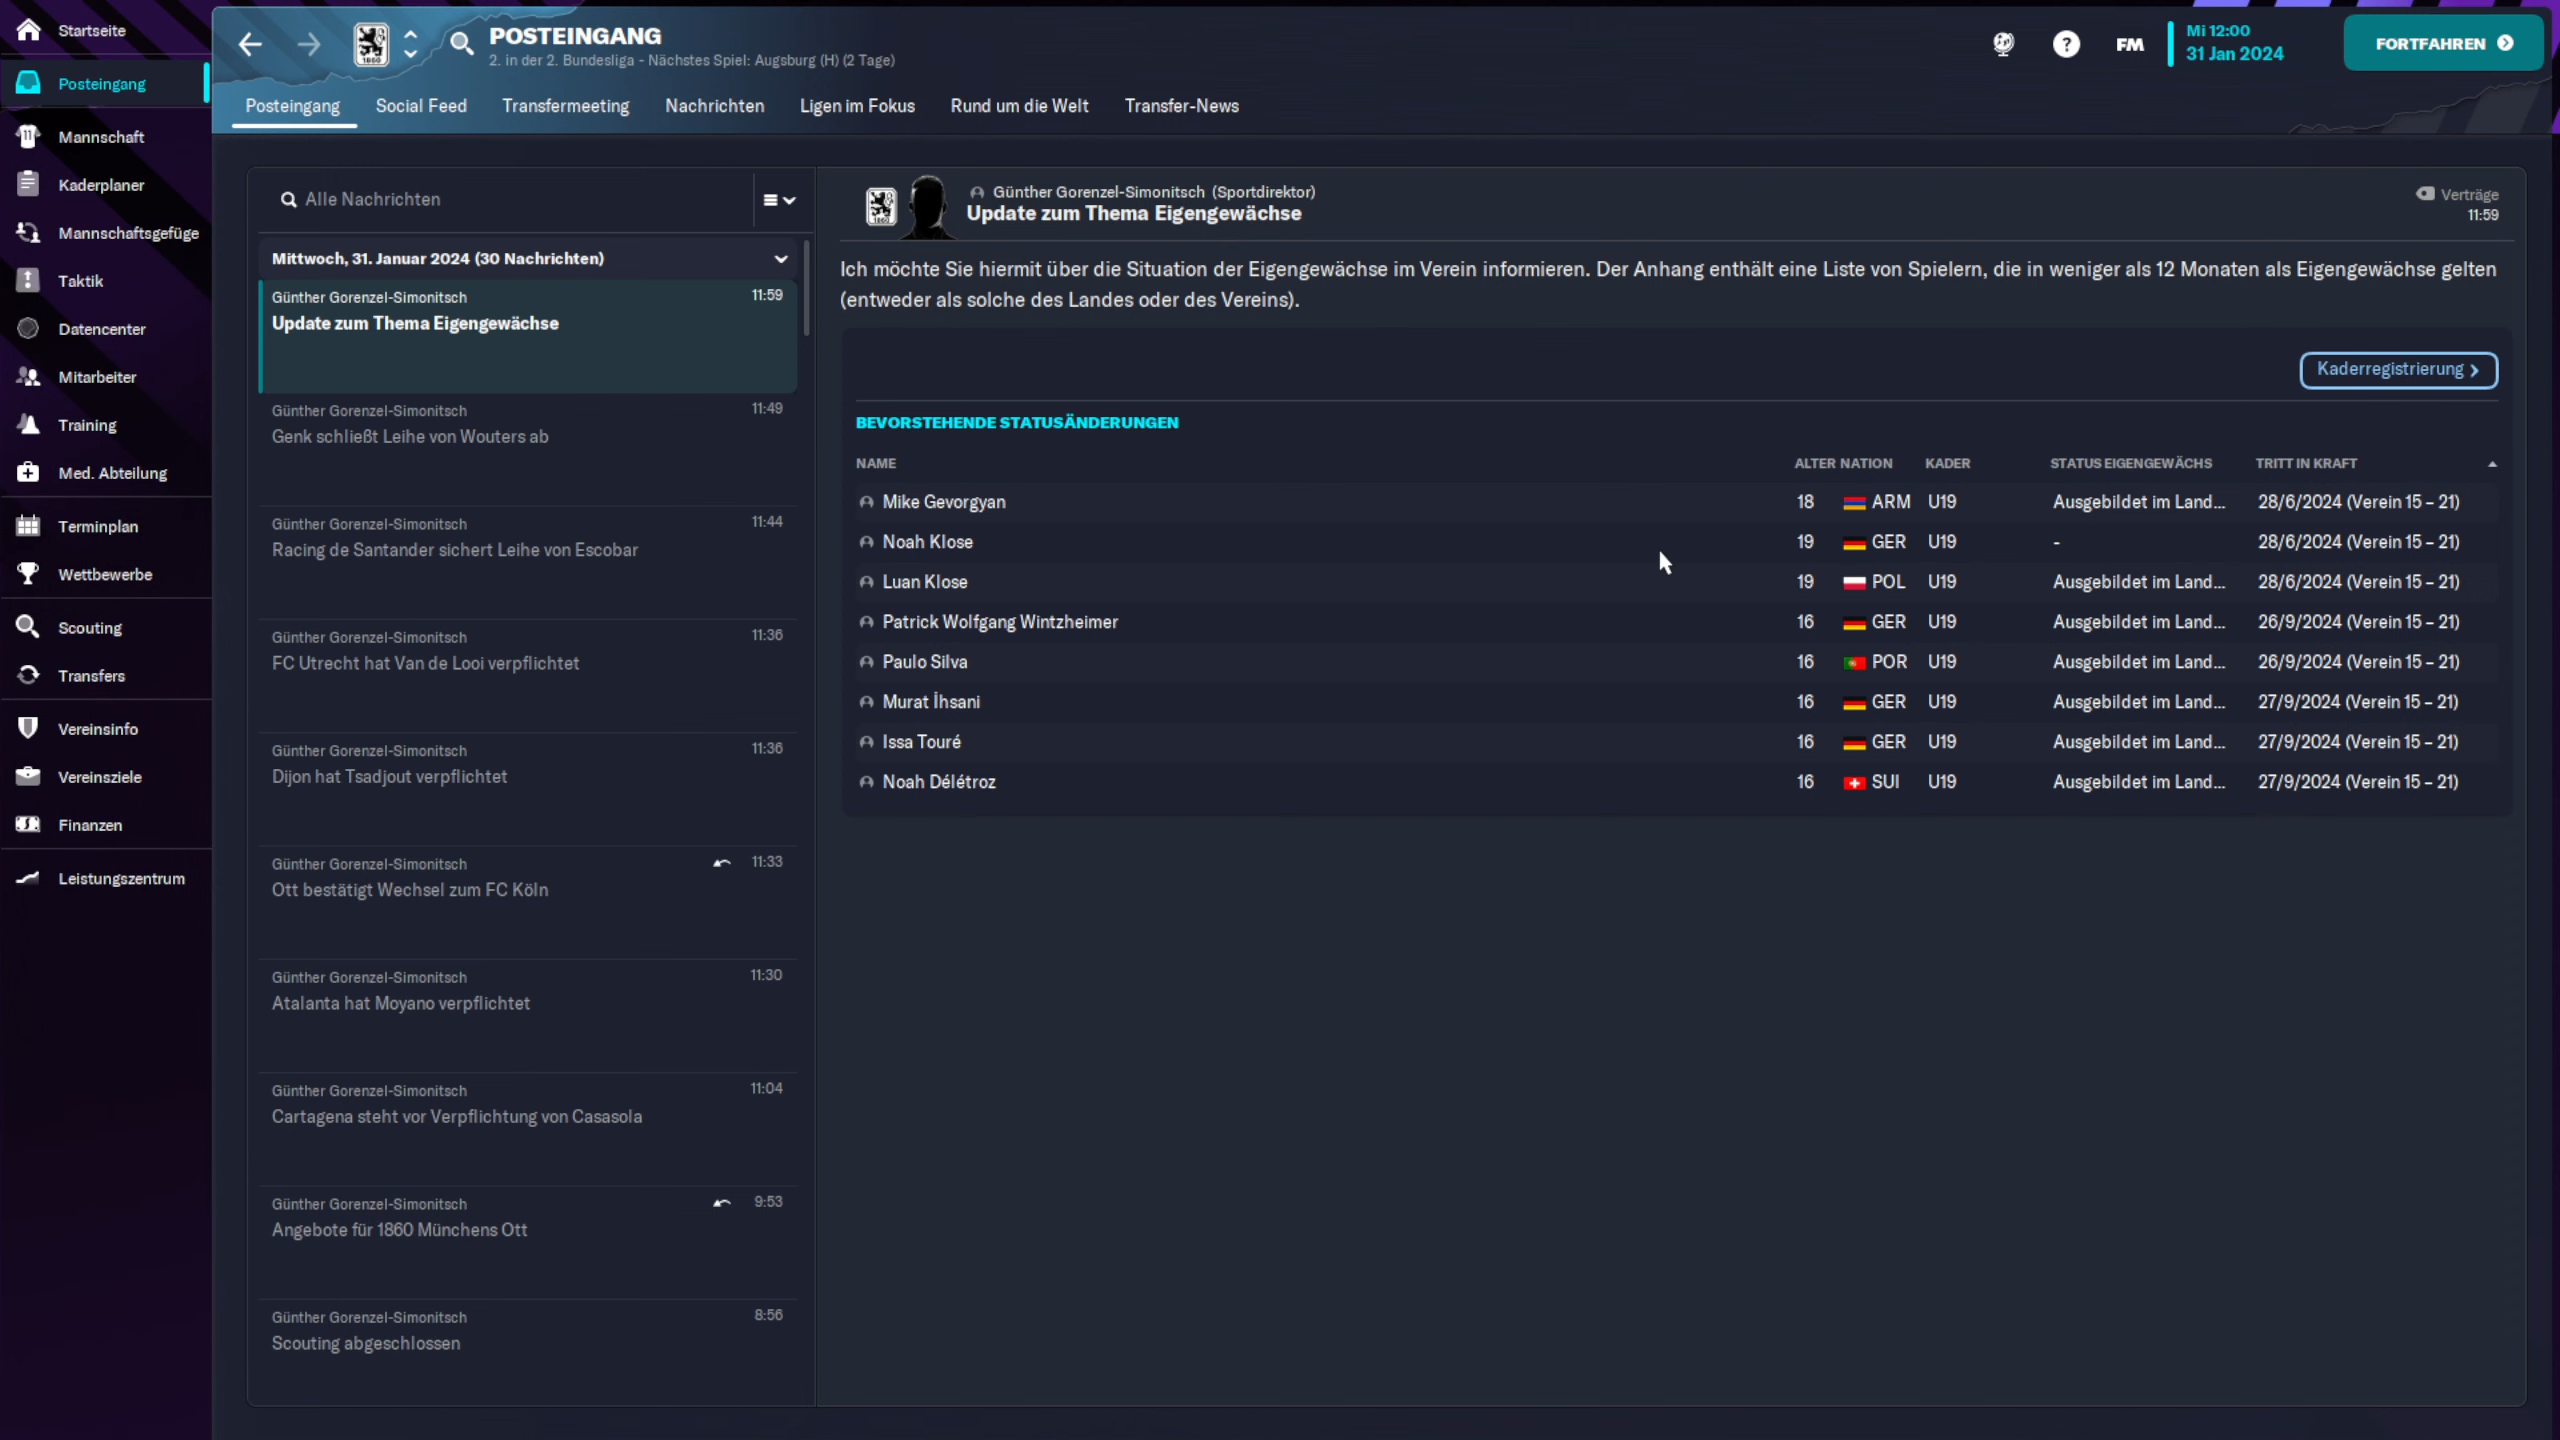 Startseite
Posteingang
Mannschaft
Kaderplaner
Mannschaftsgefüge
Taktik
Datencenter
Mitarbeiter
Training
Med. Abteilung
Terminplan
Wettbewerbe
Scouting
Transfers
Vereinsinfo
Vereinsziele
Finanzen
Leistungszentrum
POSTEINGANG
2. in der 2. Bundesliga - Nächstes Spiel: Augsburg (H) (2 Tage)
FM
Mi 12:00
31 Jan 2024
FORTFAHREN
Posteingang Social Feed Transfermeeting Nachrichten Ligen im Fokus Rund um die Welt Transfer-News
Alle Nachrichten
Mittwoch, 31. Januar 2024 (30 Nachrichten)
Günther Gorenzel-Simonitsch 11:59
Update zum Thema Eigengewächse
Günther Gorenzel-Simonitsch 11:49
Genk schließt Leihe von Wouters ab
Günther Gorenzel-Simonitsch 11:44
Racing de Santander sichert Leihe von Escobar
Günther Gorenzel-Simonitsch 11:36
FC Utrecht hat Van de Looi verpflichtet
Günther Gorenzel-Simonitsch 11:36
Dijon hat Tsadjout verpflichtet
Günther Gorenzel-Simonitsch 11:33
Ott bestätigt Wechsel zum FC Köln
Günther Gorenzel-Simonitsch 11:30
Atalanta hat Moyano verpflichtet
Günther Gorenzel-Simonitsch 11:04
Cartagena steht vor Verpflichtung von Casasola
Günther Gorenzel-Simonitsch 9:53
Angebote für 1860 Münchens Ott
Günther Gorenzel-Simonitsch 8:56
Scouting abgeschlossen
Günther Gorenzel-Simonitsch (Sportdirektor)
Update zum Thema Eigengewächse
Verträge
11:59
Ich möchte Sie hiermit über die Situation der Eigengewächse im Verein informieren. Der Anhang enthält eine Liste von Spielern, die in weniger als 12 Monaten als Eigengewächse gelten
(entweder als solche des Landes oder des Vereins).
Kaderregistrierung
BEVORSTEHENDE STATUSÄNDERUNGEN
NAME ALTER NATION KADER STATUS EIGENGEWÄCHS TRITT IN KRAFT
Mike Gevorgyan 18 ARM U19 Ausgebildet im Land... 28/6/2024 (Verein 15 – 21)
Noah Klose 19 GER U19 - 28/6/2024 (Verein 15 – 21)
Luan Klose 19 POL U19 Ausgebildet im Land... 28/6/2024 (Verein 15 – 21)
Patrick Wolfgang Wintzheimer 16 GER U19 Ausgebildet im Land... 26/9/2024 (Verein 15 – 21)
Paulo Silva 16 POR U19 Ausgebildet im Land... 26/9/2024 (Verein 15 – 21)
Murat İhsani 16 GER U19 Ausgebildet im Land... 27/9/2024 (Verein 15 – 21)
Issa Touré 16 GER U19 Ausgebildet im Land... 27/9/2024 (Verein 15 – 21)
Noah Délétroz 16 SUI U19 Ausgebildet im Land... 27/9/2024 (Verein 15 – 21)